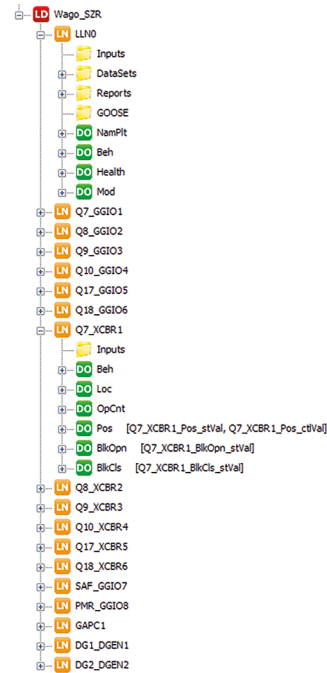 LD Wago_SZR
LN LLN0
Inputs
DataSets
Reports
GOOSE
DO NamPlt
DO Beh
DO Health
DO Mod
LN Q7_GGIO1
LN Q8_GGIO2
LN Q9_GGIO3
LN Q10_GGIO4
LN Q17_GGIO5
LN Q18_GGIO6
LN Q7_XCBR1
Inputs
DO Beh
DO Loc
DO OpCnt
DO Pos [Q7_XCBR1_Pos_stVal, Q7_XCBR1_Pos_ctlVal]
DO BlkOpn [Q7_XCBR1_BlkOpn_stVal]
DO BlkCls [Q7_XCBR1_BlkCls_stVal]
LN Q8_XCBR2
LN Q9_XCBR3
LN Q10_XCBR4
LN Q17_XCBR5
LN Q18_XCBR6
LN SAF_GGIO7
LN PMR_GGIO8
LN GAPC1
LN DG1_DGEN1
LN DG2_DGEN2